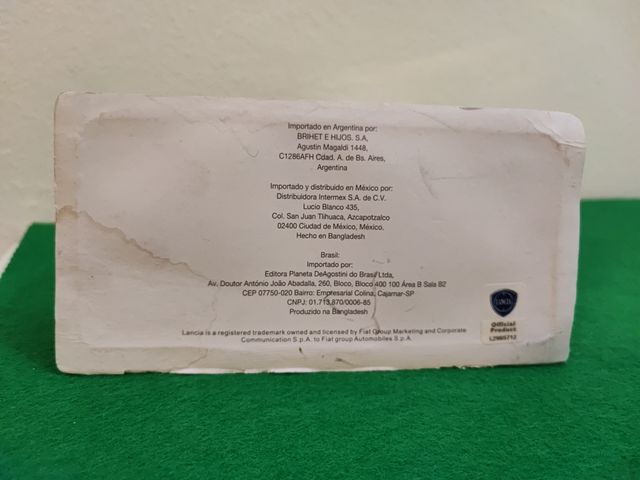 Importado en Argentina por:
BRIHET E HIJOS. S.A,
Agustin Magaldi 1448,
C1286AFH Cdad. A. de Bs. Aires,
Argentina
Importado y distribuido en México por:
Distribuidora Intermex S.A. de C.V.
Lucio Blanco 435,
Col. San Juan Tlihuaca, Azcapotzalco
02400 Ciudad de México, México.
Hecho en Bangladesh
Brasil:
Importado por:
Editora Planeta DeAgostini do Brasil Ltda,
Av. Doutor António João Abadalla, 260, Bloco, Bloco 400 100 Área B Sala B2
CEP 07750-020 Bairro: Empresarial Colina, Cajamar-SP
CNPJ: 01.713.870/0006-85
Produzido na Bangladesh
Lancia is a registered trademark owned and licensed by Fiat Group Marketing and Corporate
Communication S.p.A. to Fiat group Automobiles S.p.A.
LANCIA
Official
Product